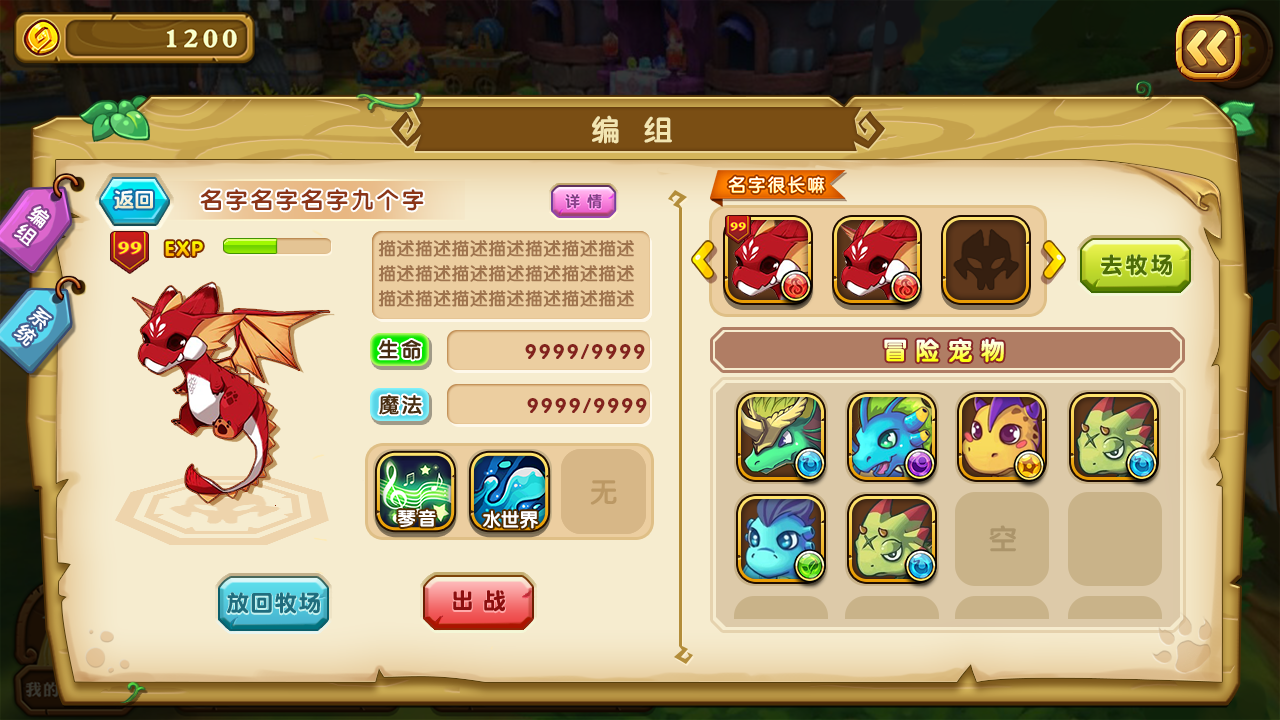 1200
编 组
编组
系统
返回
名字名字名字九个字
详 情
99
EXP
描述描述描述描述描述描述描述
描述描述描述描述描述描述描述
描述描述描述描述描述描述描述
生命
9999/9999
魔法
9999/9999
琴音
水世界
无
放回牧场
出 战
名字很长嘛
99
去牧场
冒险宠物
空
我的